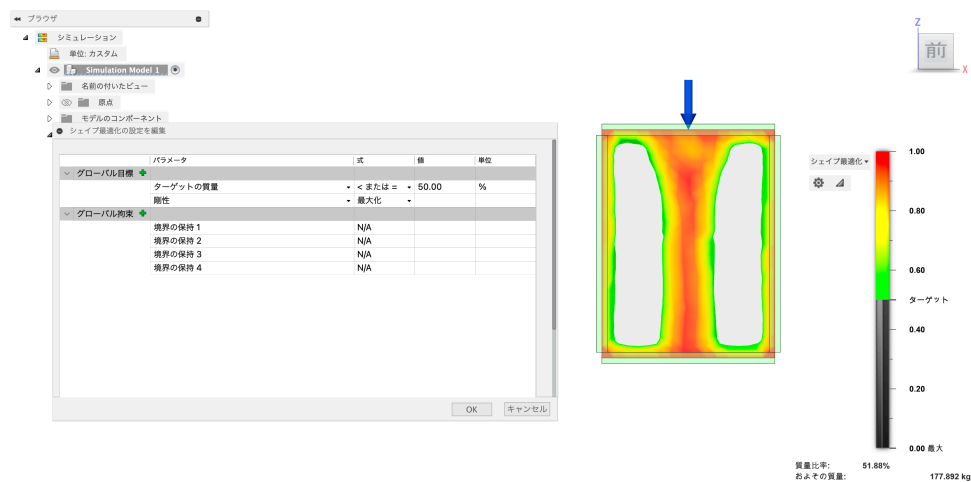 ブラウザ
シミュレーション
単位: カスタム
Simulation Model 1
名前の付いたビュー
原点
モデルのコンポーネント
シェイプ最適化の設定を編集
パラメータ 式 値 単位
グローバル目標
ターゲットの質量 < または = 50.00 %
剛性 最大化
グローバル拘束
境界の保持 1 N/A
境界の保持 2 N/A
境界の保持 3 N/A
境界の保持 4 N/A
OK キャンセル
Z
前
X
シェイプ最適化
1.00
0.80
0.60
ターゲット
0.40
0.20
0.00 最大
質量比率: 51.88%
おおよその質量: 177.892 kg